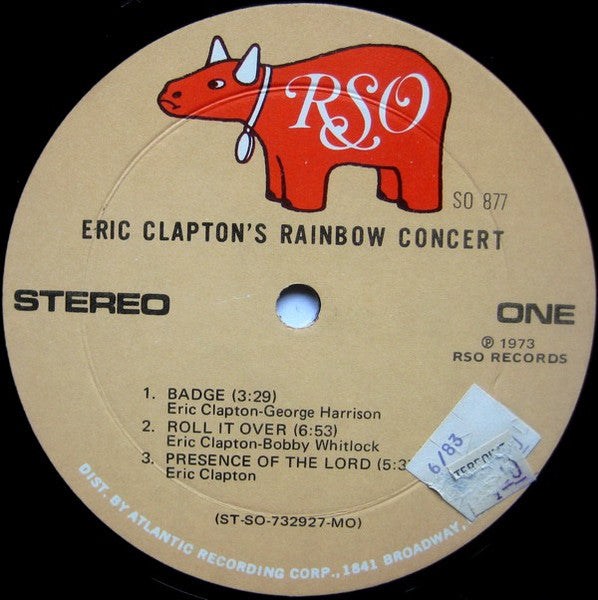 RSO
SO 877
ERIC CLAPTON'S RAINBOW CONCERT
STEREO
ONE
℗ 1973
RSO RECORDS
1. BADGE (3:29)
Eric Clapton-George Harrison
2. ROLL IT OVER (6:53)
Eric Clapton-Bobby Whitlock
3. PRESENCE OF THE LORD (5:3
Eric Clapton
6/83
(ST-SO-732927-MO)
DIST. BY ATLANTIC RECORDING CORP., 1841 BROADWAY,